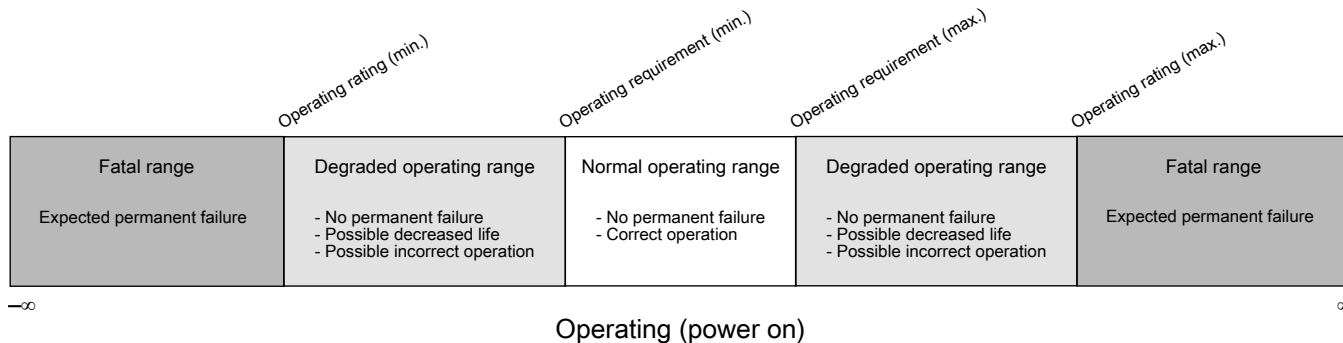 Operating rating (min.)
Operating requirement (min.)
Operating requirement (max.)
Operating rating (max.)
Fatal range
Expected permanent failure
Degraded operating range
- No permanent failure
- Possible decreased life
- Possible incorrect operation
Normal operating range
- No permanent failure
- Correct operation
Degraded operating range
- No permanent failure
- Possible decreased life
- Possible incorrect operation
Fatal range
Expected permanent failure
–∞
∞
Operating (power on)